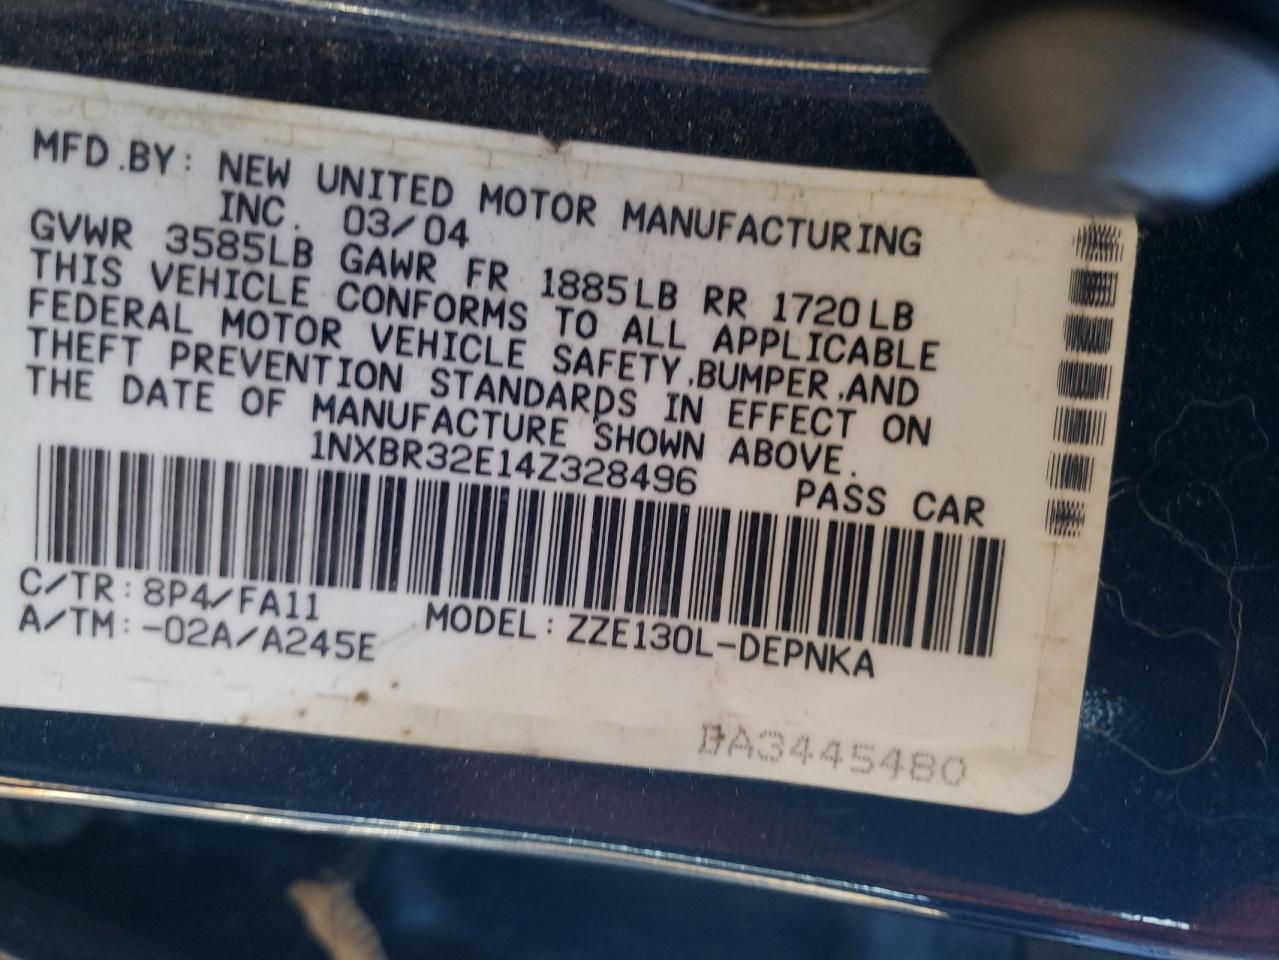 MFD.BY: NEW UNITED MOTOR MANUFACTURING
INC. 03/04
GVWR 3585LB GAWR FR 1885LB RR 1720LB
THIS VEHICLE CONFORMS TO ALL APPLICABLE
FEDERAL MOTOR VEHICLE SAFETY,BUMPER,AND
THEFT PREVENTION STANDARDS IN EFFECT ON
THE DATE OF MANUFACTURE SHOWN ABOVE.
1NXBR32E14Z328496 PASS CAR
C/TR:8P4/FA11
A/TM:-02A/A245E MODEL:ZZE130L-DEPNKA
BA3445480